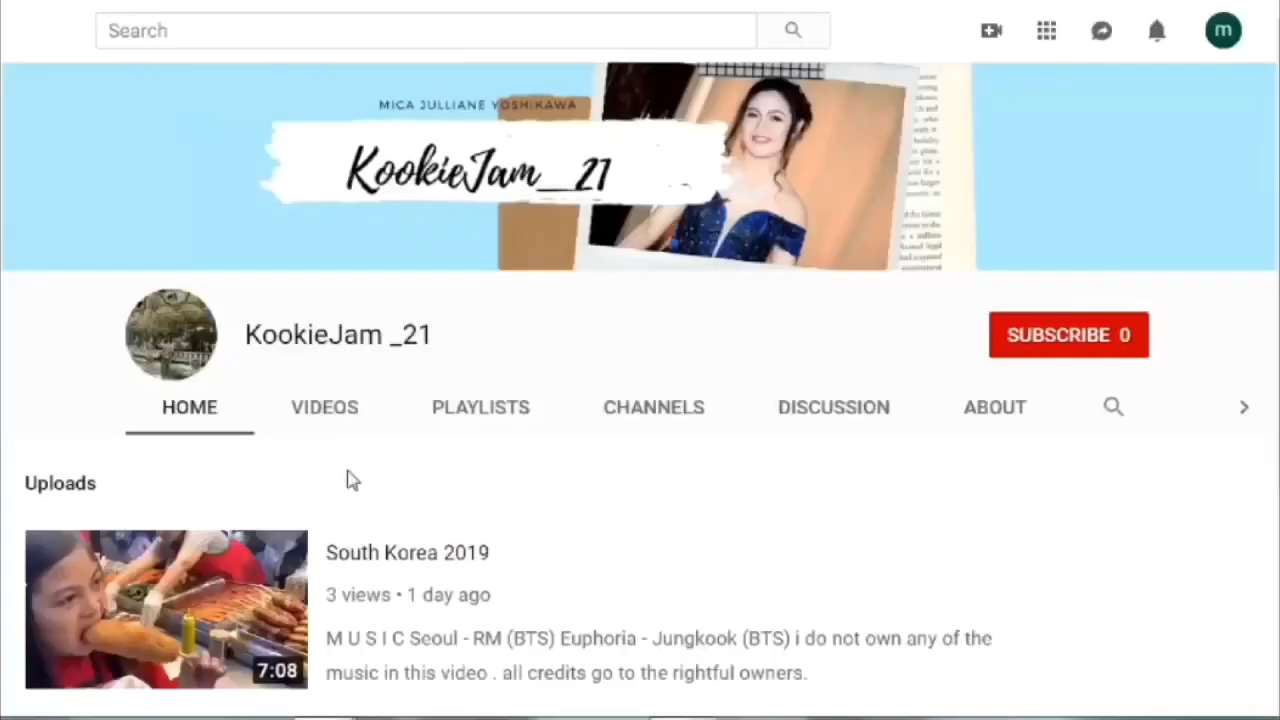 Search
m
MICA JULLIANE YOSHIKAWA
KookieJam_21
KookieJam _21
SUBSCRIBE 0
HOME VIDEOS PLAYLISTS CHANNELS DISCUSSION ABOUT
Uploads
South Korea 2019
3 views • 1 day ago
M U S I C Seoul - RM (BTS) Euphoria - Jungkook (BTS) i do not own any of the
music in this video . all credits go to the rightful owners.
7:08